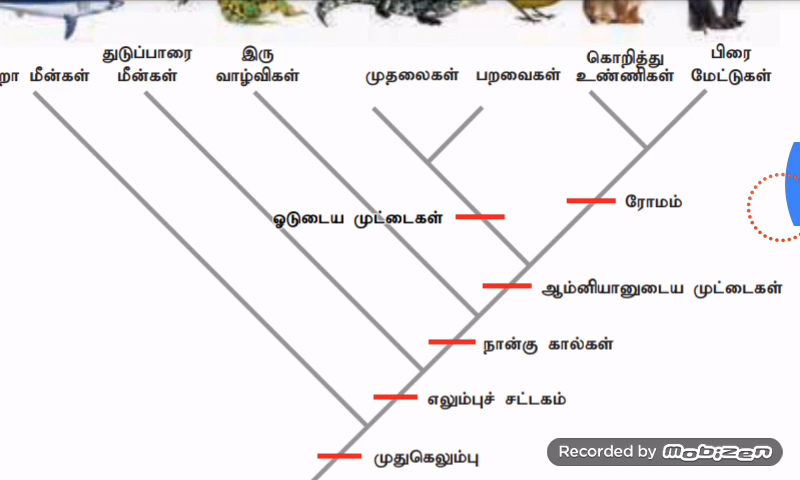 றா மீன்கள்
துடுப்பாரை
மீன்கள்
இரு
வாழ்விகள்
முதலைகள்
பறவைகள்
கொறித்து
உண்ணிகள்
பிரை
மேட்டுகள்
ரோமம்
ஓடுடைய முட்டைகள்
ஆம்னியானுடைய முட்டைகள்
நான்கு கால்கள்
எலும்புச் சட்டகம்
முதுகெலும்பு
Recorded by mobizen